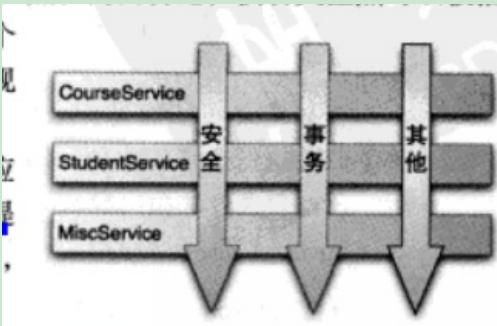 CourseService
StudentService
MiscService
安全
事务
其他